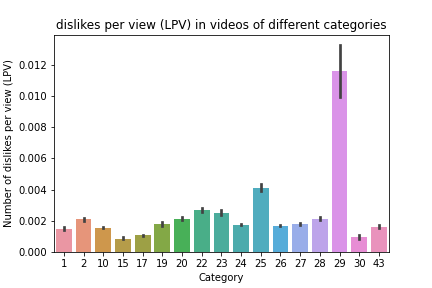 dislikes per view (LPV) in videos of different categories
Number of dislikes per view (LPV)
0.012
0.010
0.008
0.006
0.004
0.002
0.000
1 2 10 15 17 19 20 22 23 24 25 26 27 28 29 30 43
Category